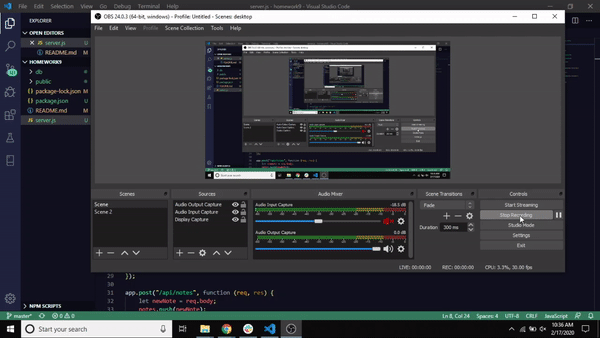 File Edit Selection View Go Debug Terminal Help
server.js - homework9 - Visual Studio Code
OBS 24.0.3 (64-bit, windows) - Profile: Untitled - Scenes: desktop
File Edit View Profile Scene Collection Tools Help
EXPLORER
OPEN EDITORS
server.js U
README.md
HOMEWORK9
db
public
package-lock.json U
package.json U
README.md
server.js U
Scenes
Scene
Scene 2
Sources
Audio Output Capture
Audio Input Capture
Display Capture
Audio Mixer
Audio Input Capture
Audio Output Capture 0.0 dB
Scene Transitions
Fade
Duration 300 ms
Controls
Start Streaming
Stop Recording
Studio Mode
Settings
Exit
LIVE: 00:00:00 REC: 00:00:00 CPU: 3.3%, 30.00 fps
29 });
30
31 app.post("/api/notes", function (req, res) {
32 let newNote = req.body;
33 notes.push(newNote);
NPM SCRIPTS
master* 0 0
Ln 8, Col 24 Spaces: 4 UTF-8 CRLF JavaScript
Start your search
10:36 AM
2/17/2020